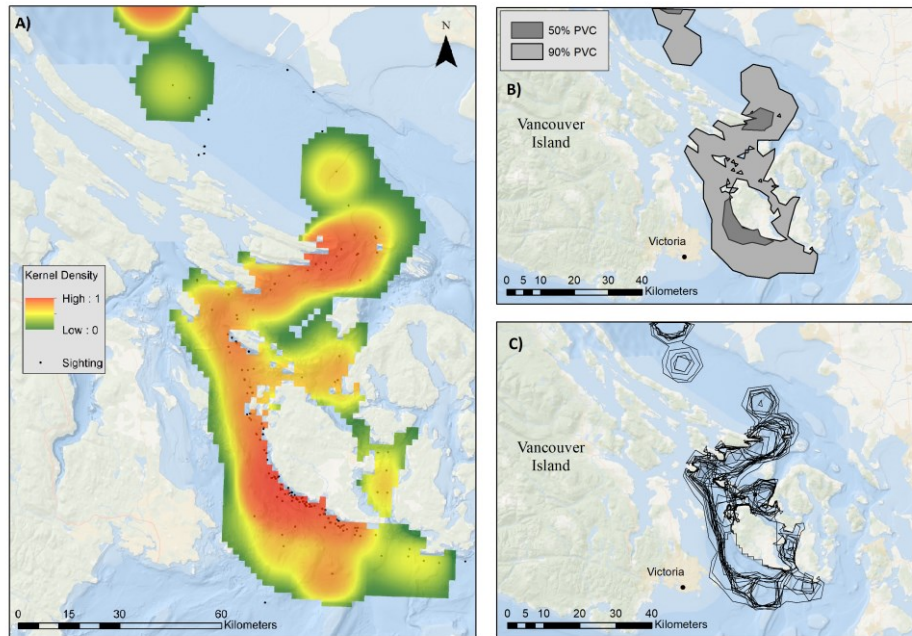 A)
N
Kernel Density
High : 1
Low : 0
Sighting
0 15 30 60
Kilometers
50% PVC
90% PVC
B)
Vancouver
Island
Victoria
0 5 10 20 30 40
Kilometers
C)
Vancouver
Island
Victoria
0 5 10 20 30 40
Kilometers